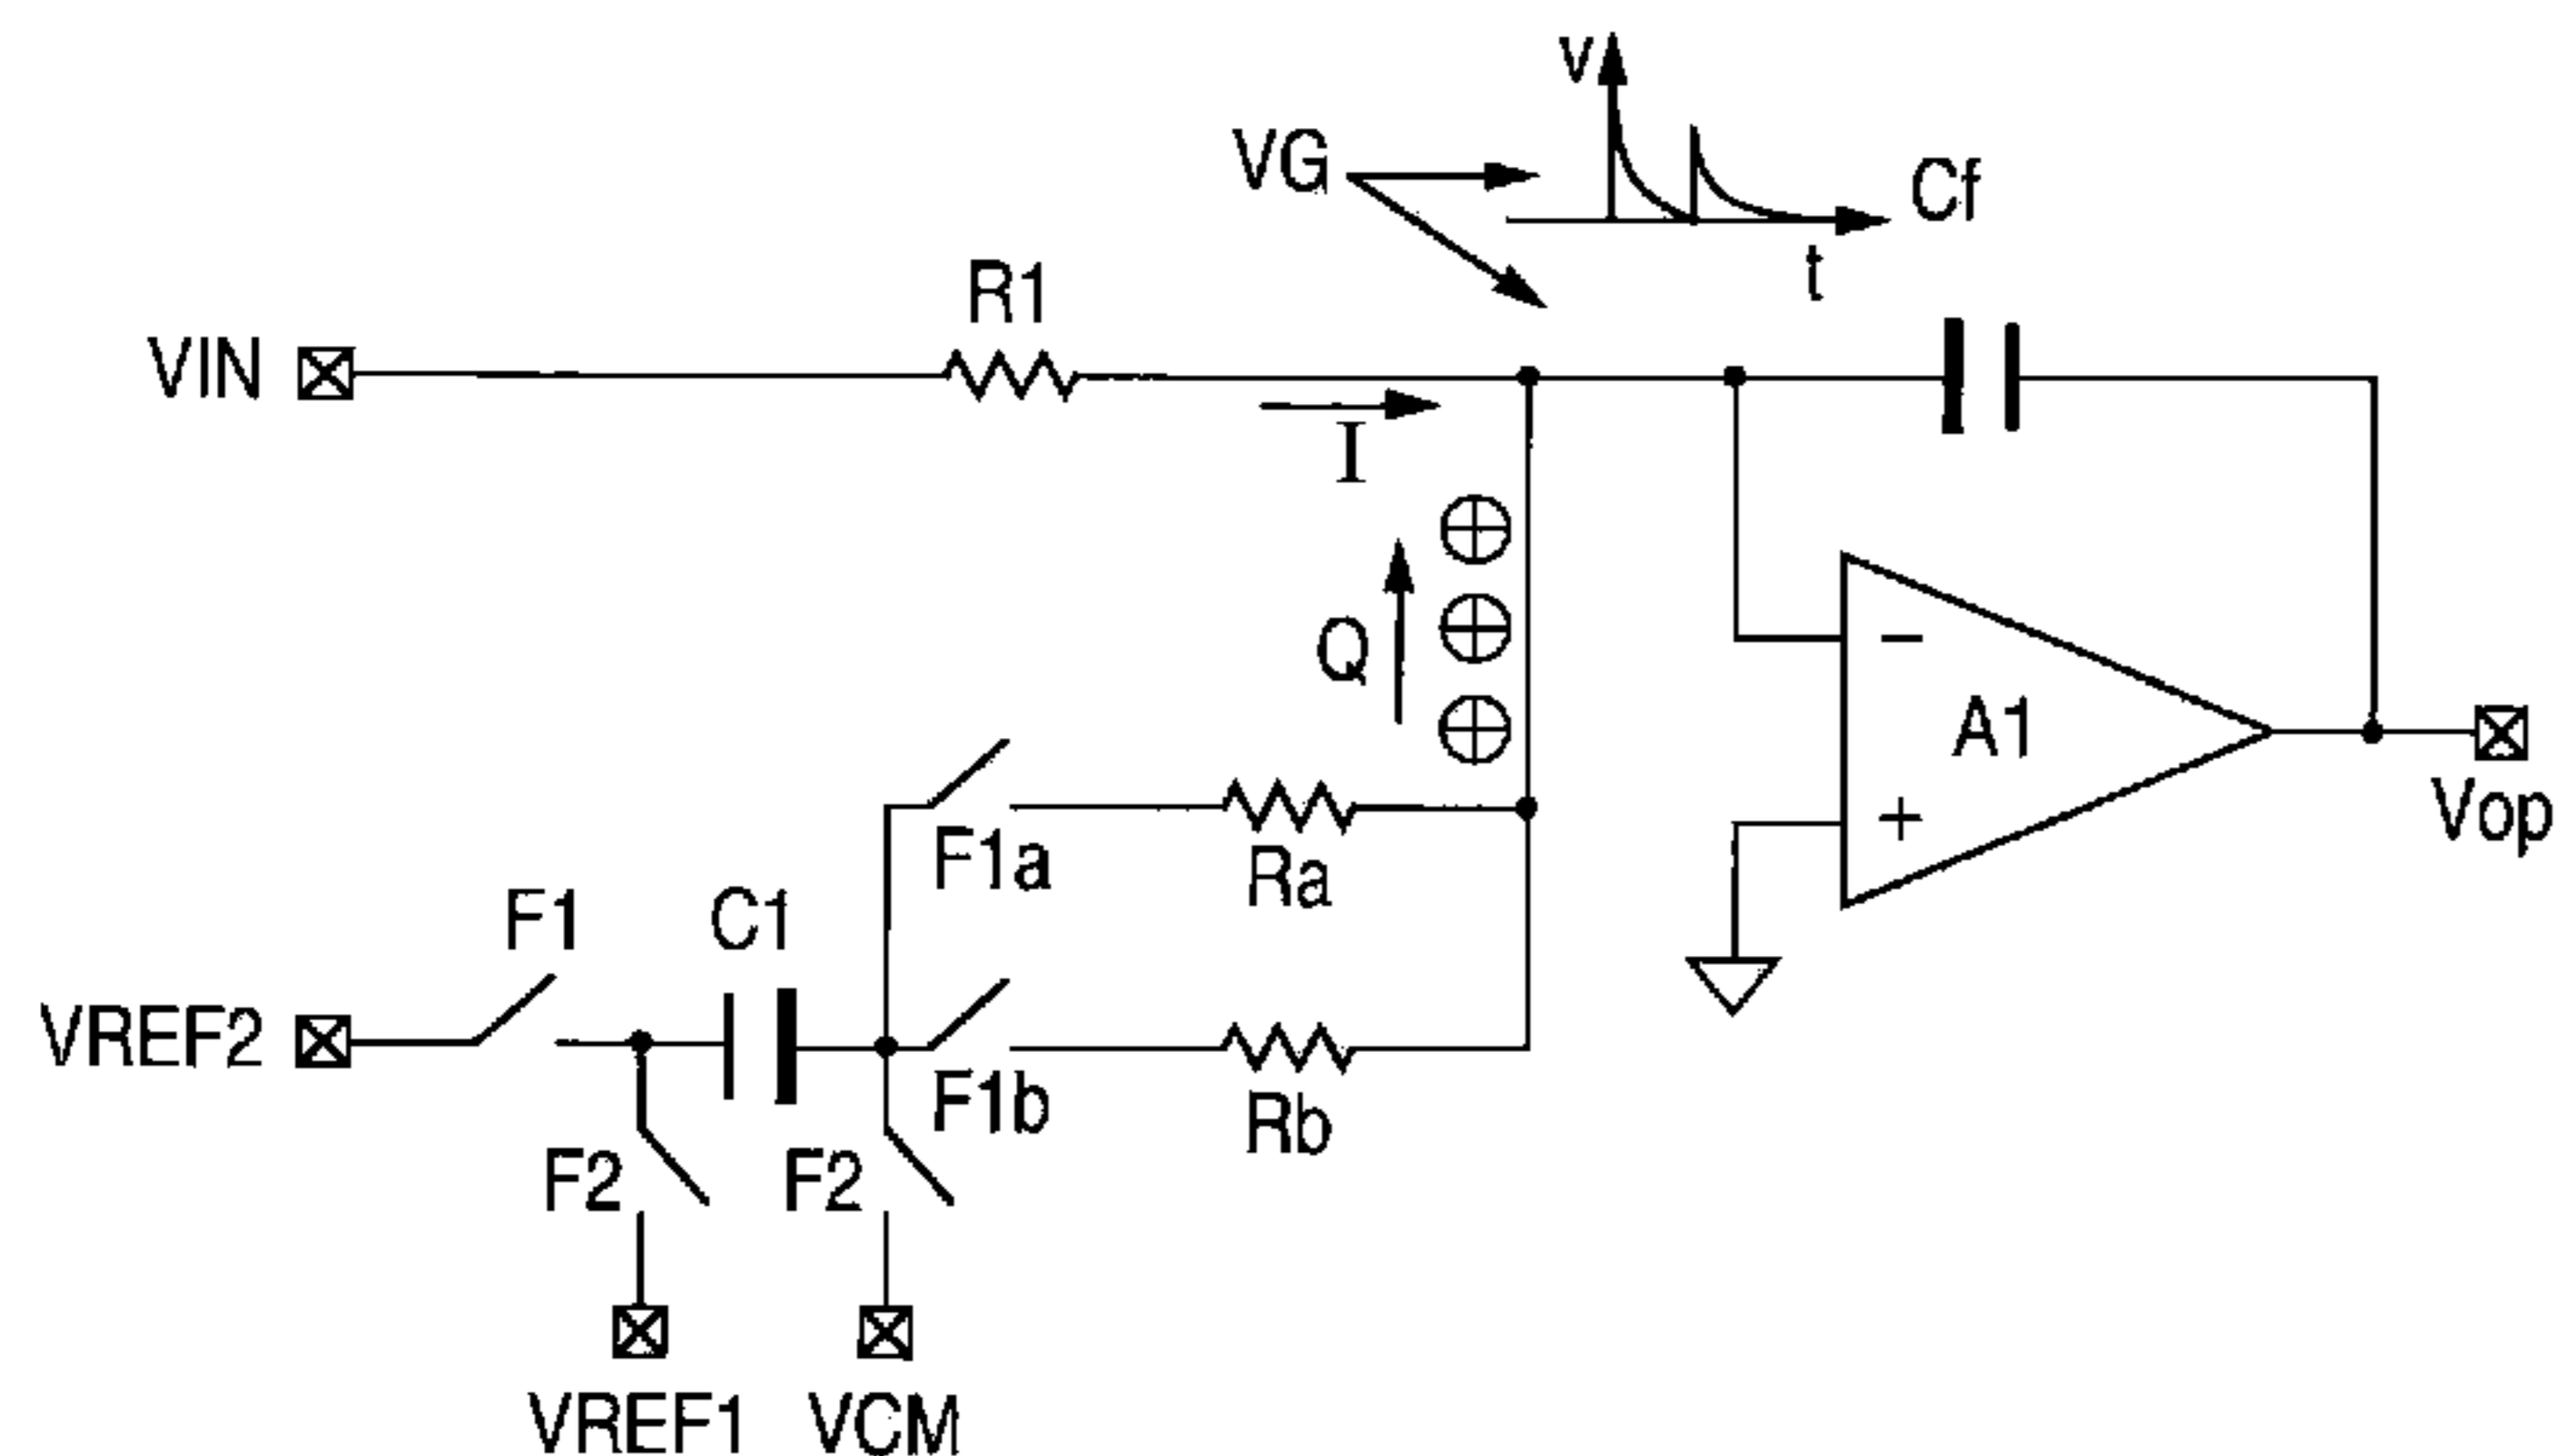 v
VG
Cf
t
R1
VIN
I
Q
−
A1
+
Vop
F1a
Ra
F1
C1
VREF2
F1b
Rb
F2
F2
VREF1
VCM